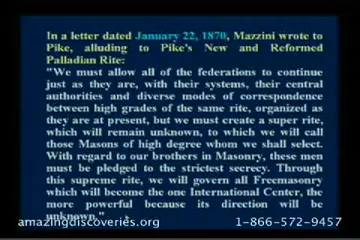 In a letter dated January 22, 1870, Mazzini wrote to
Pike, alluding to Pike's New and Reformed
Palladian Rite:
"We must allow all of the federations to continue
just as they are, with their systems, their central
authorities and diverse modes of correspondence
between high grades of the same rite, organized as
they are at present, but we must create a super rite,
which will remain unknown, to which we will call
those Masons of high degree whom we shall select.
With regard to our brothers in Masonry, these men
must be pledged to the strictest secrecy. Through
this supreme rite, we will govern all Freemasonry
which will become the one International Center, the
more powerful because its direction will be
unknown."
amazingdiscoveries.org 1-866-572-9457